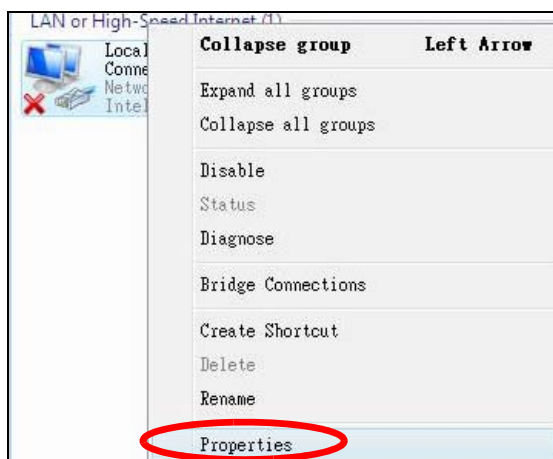 LAN or High-Speed Internet (1)
Local
Conne
Netwo
Intel
Collapse group Left Arrow
Expand all groups
Collapse all groups
Disable
Status
Diagnose
Bridge Connections
Create Shortcut
Delete
Rename
Properties